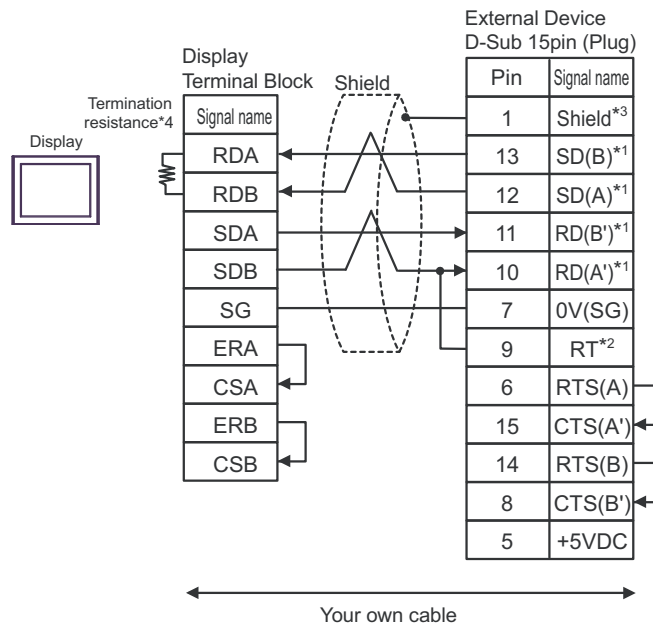 External Device
D-Sub 15pin (Plug)
Display
Terminal Block
Shield
Termination
resistance*4
Display
Signal name
RDA
RDB
SDA
SDB
SG
ERA
CSA
ERB
CSB
Pin Signal name
1 Shield*3
13 SD(B)*1
12 SD(A)*1
11 RD(B')*1
10 RD(A')*1
7 0V(SG)
9 RT*2
6 RTS(A)
15 CTS(A')
14 RTS(B)
8 CTS(B')
5 +5VDC
Your own cable